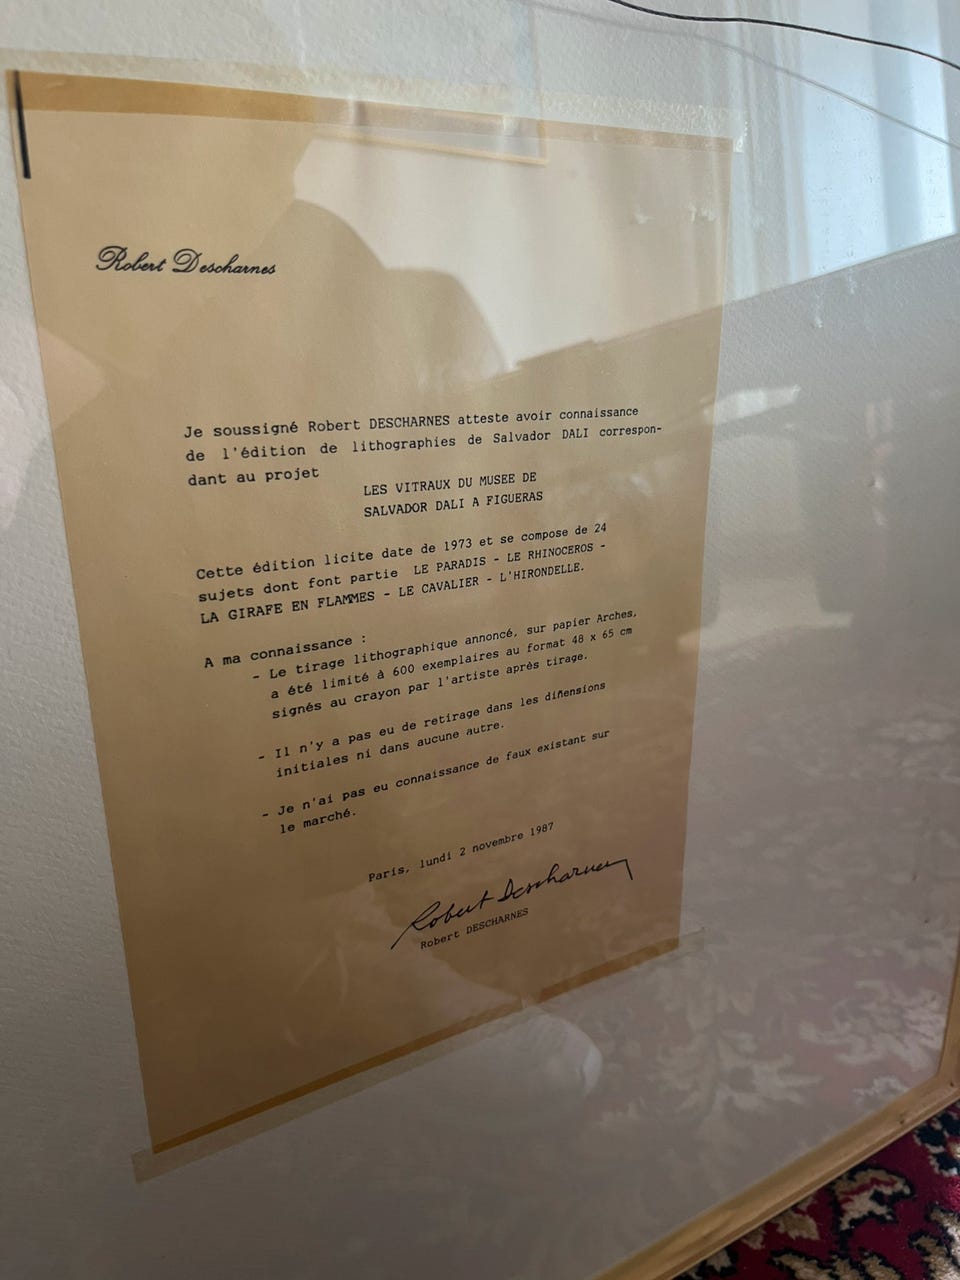 Robert Descharnes
Je soussigné Robert DESCHARNES atteste avoir connaissance
de l'édition de lithographies de Salvador DALI correspon-
dant au projet
LES VITRAUX DU MUSEE DE
SALVADOR DALI A FIGUERAS
Cette édition licite date de 1973 et se compose de 24
sujets dont font partie LE PARADIS - LE RHINOCEROS -
LA GIRAFE EN FLAMMES - LE CAVALIER - L'HIRONDELLE.
A ma connaissance :
- Le tirage lithographique annoncé, sur papier Arches,
a été limité à 600 exemplaires au format 48 x 65 cm
signés au crayon par l'artiste après tirage.
- Il n'y a pas eu de retirage dans les dimensions
initiales ni dans aucune autre.
- Je n'ai pas eu connaissance de faux existant sur
le marché.
Paris, lundi 2 novembre 1987
Robert Descharnes
Robert DESCHARNES